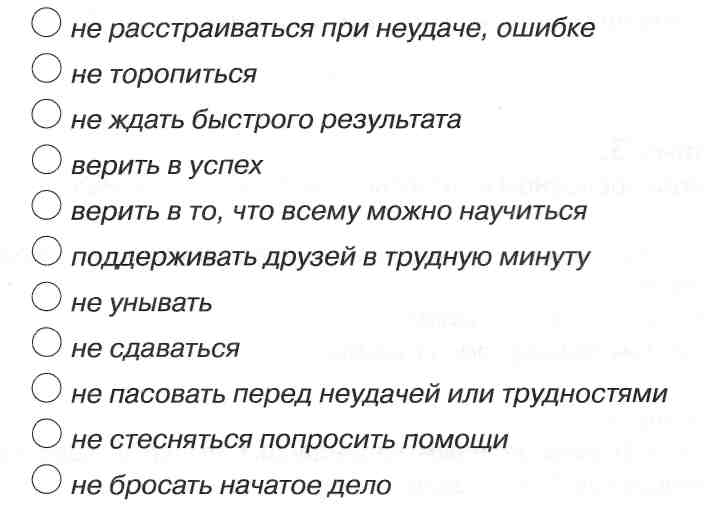 не расстраиваться при неудаче, ошибке
не торопиться
не ждать быстрого результата
верить в успех
верить в то, что всему можно научиться
поддерживать друзей в трудную минуту
не унывать
не сдаваться
не пасовать перед неудачей или трудностями
не стесняться попросить помощи
не бросать начатое дело